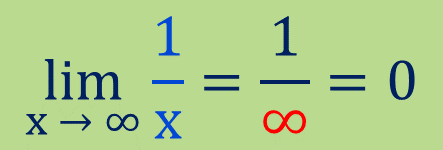 lim x → ∞ 1/x = 1/∞ = 0